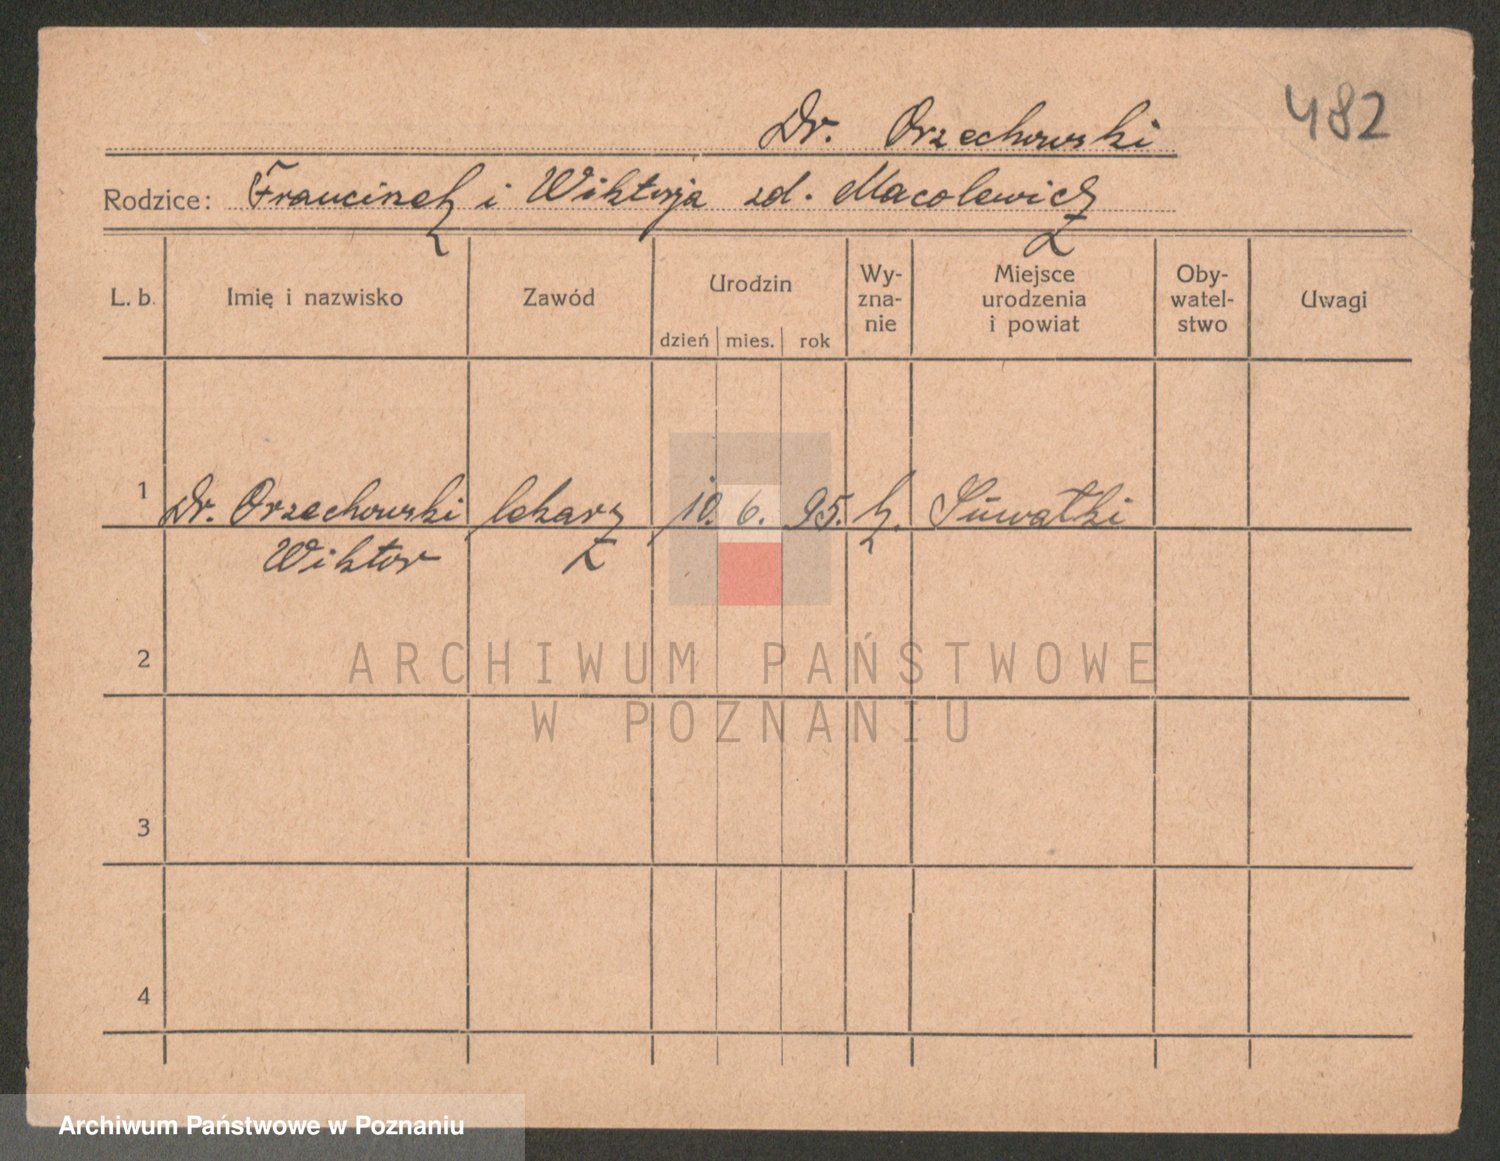 482
Dr. Orzechowski
Rodzice: Franciszek i Wiktorja zd. Macolewicz
L. b. Imię i nazwisko Zawód Urodzin dzień mies. rok Wy-
zna-
nie Miejsce
urodzenia
i powiat Oby-
watel-
stwo Uwagi
1 Dr. Orzechowski lekarz 10. 6. 95. k. Suwałki
Wiktor
2
ARCHIWUM PAŃSTWOWE
W POZNANIU
3
4
Archiwum Państwowe w Poznaniu